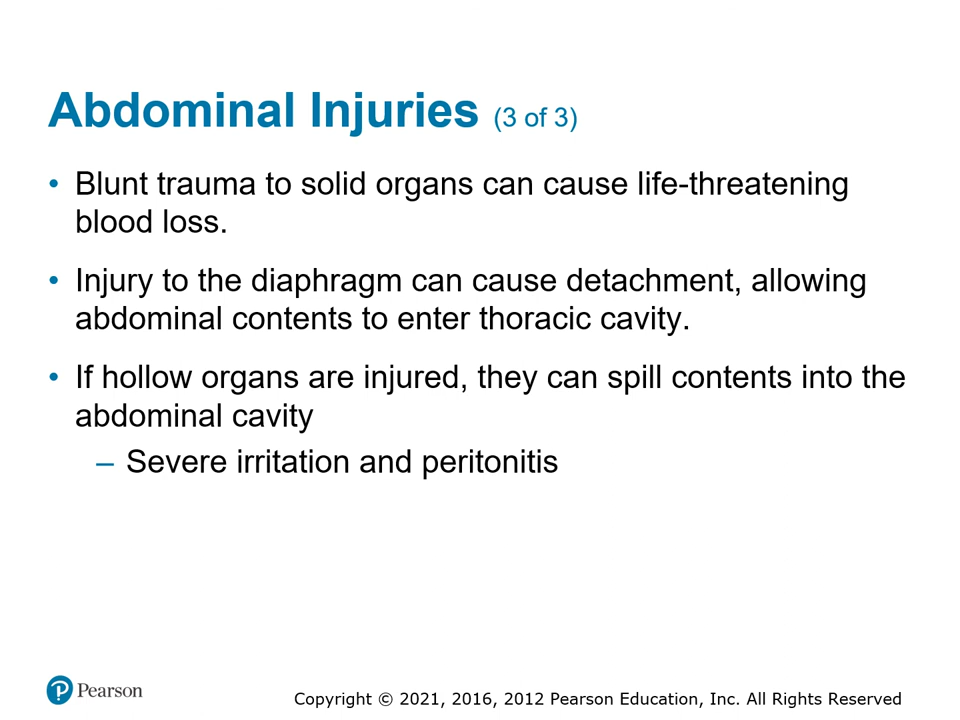 Abdominal Injuries (3 of 3)
• Blunt trauma to solid organs can cause life-threatening
blood loss.
• Injury to the diaphragm can cause detachment, allowing
abdominal contents to enter thoracic cavity.
• If hollow organs are injured, they can spill contents into the
abdominal cavity
– Severe irritation and peritonitis
Pearson
Copyright © 2021, 2016, 2012 Pearson Education, Inc. All Rights Reserved